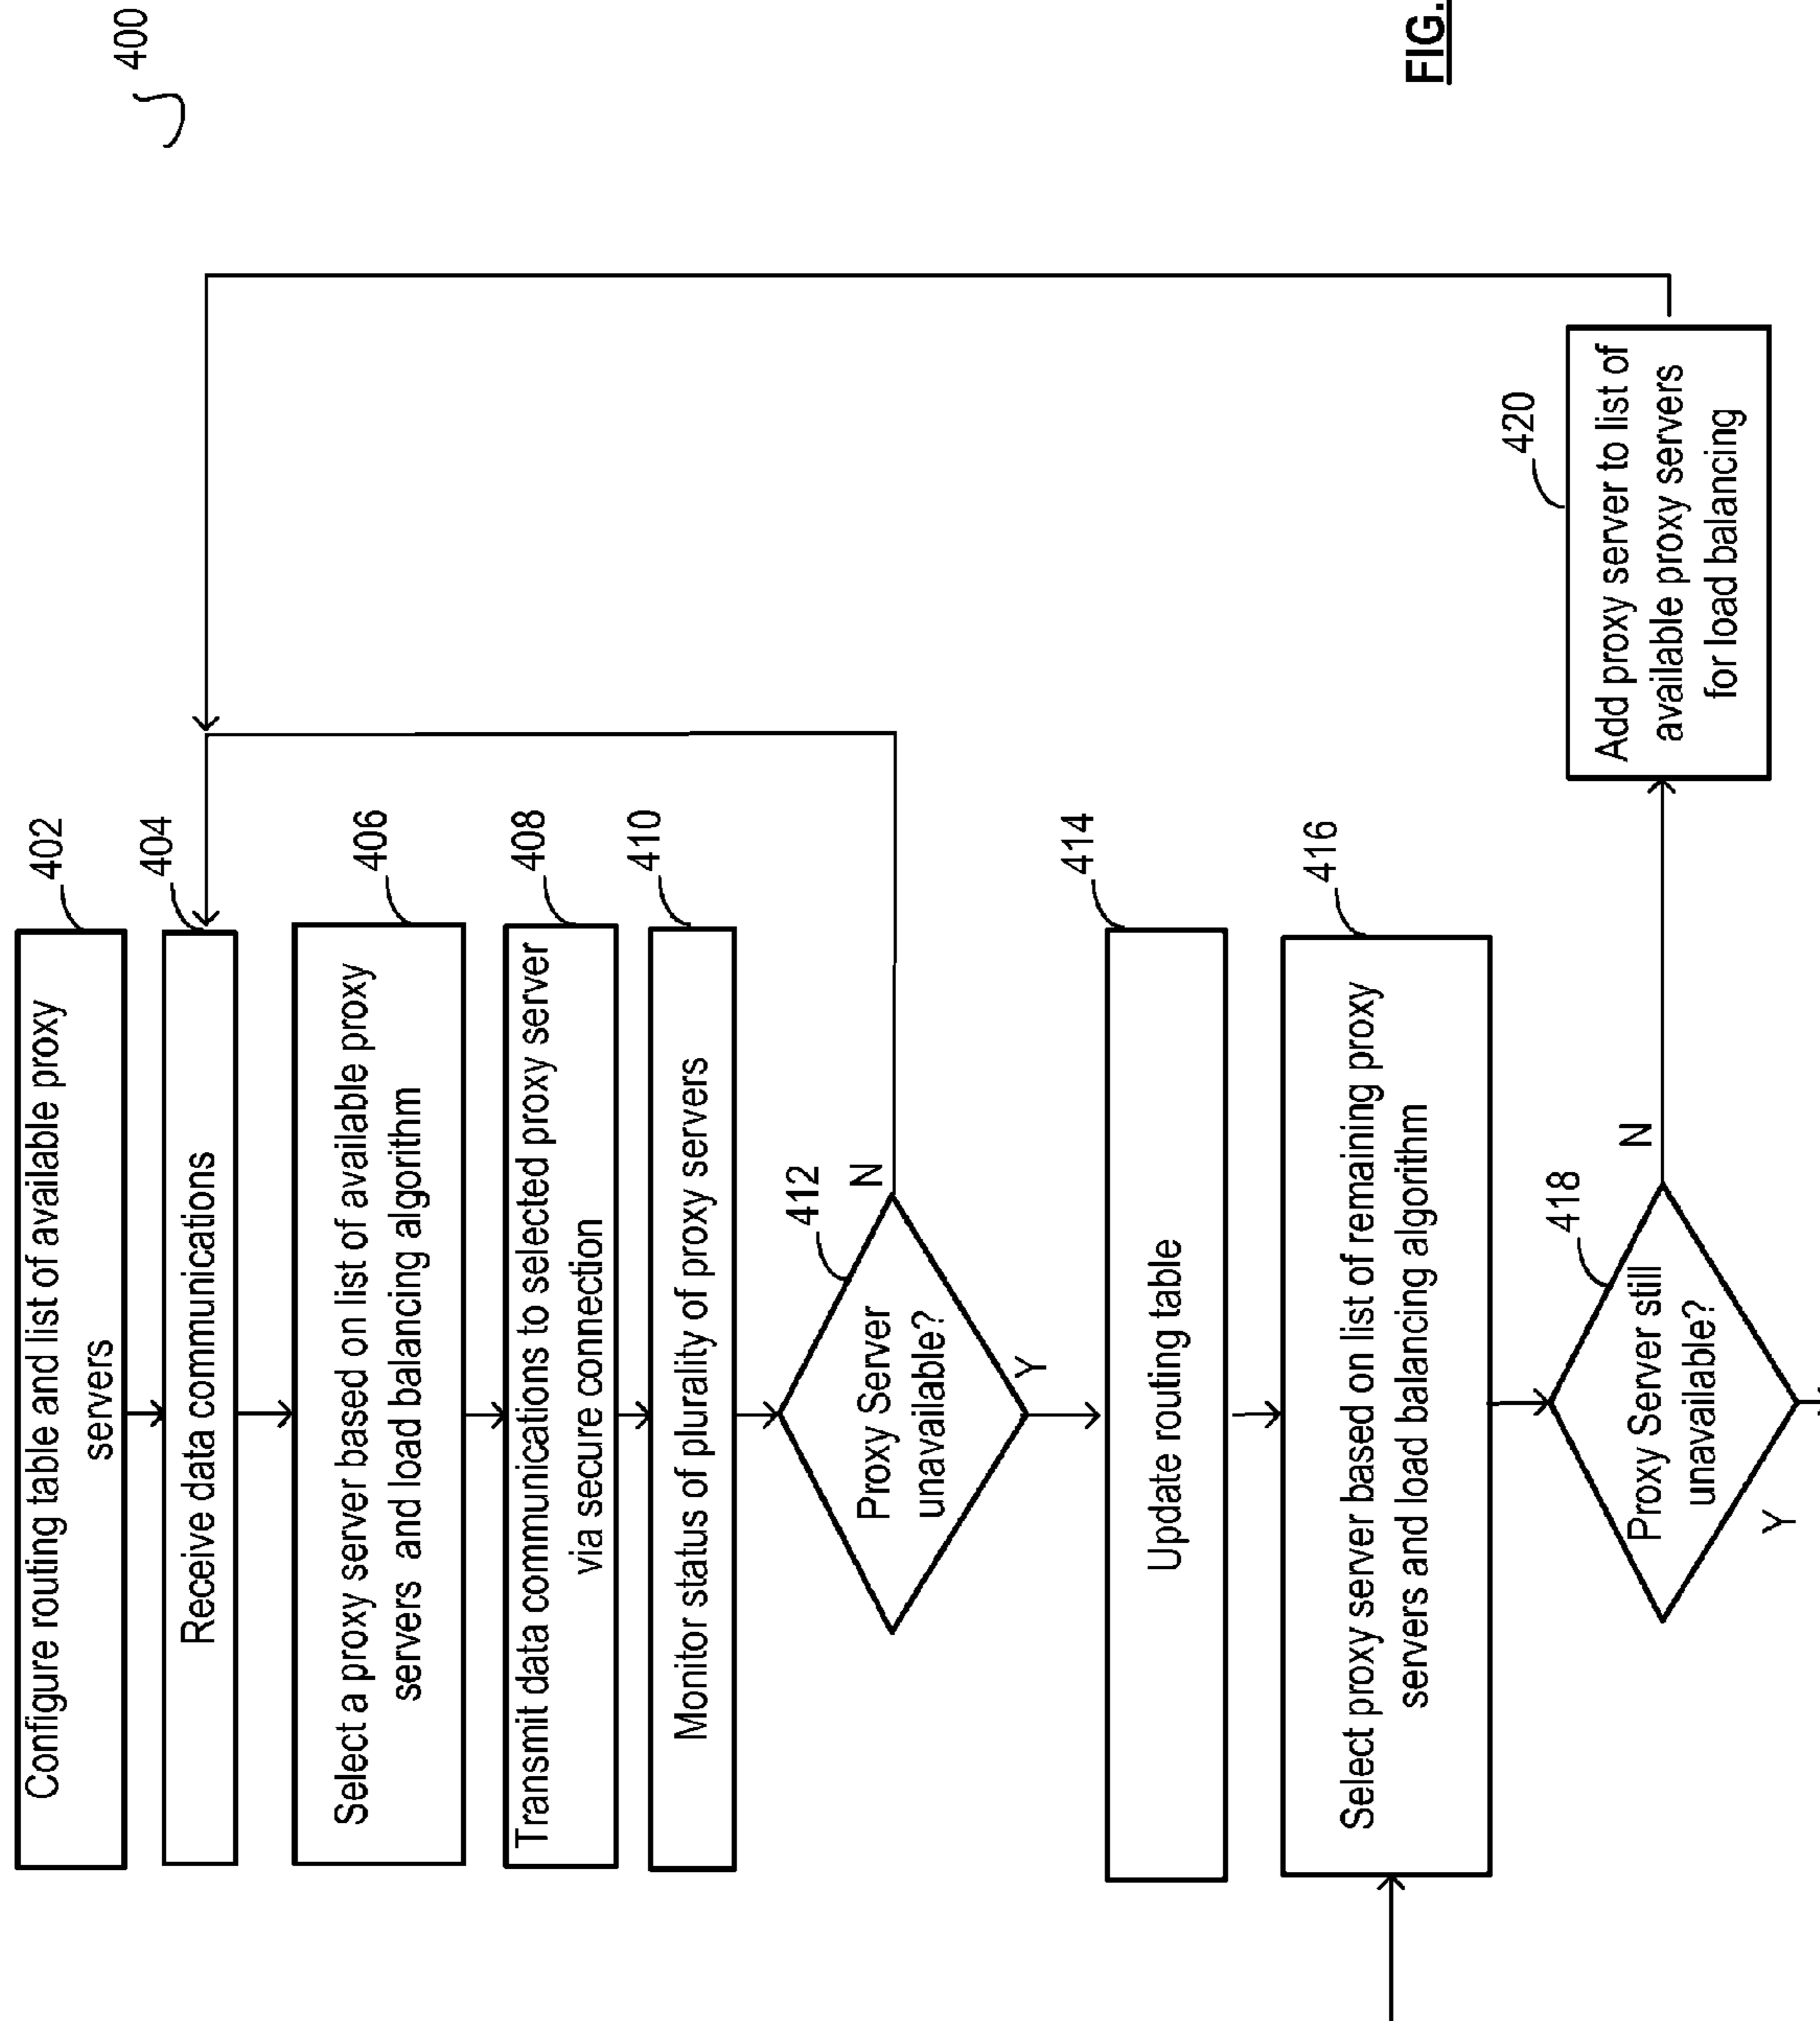 400
Configure routing table and list of available proxy
servers
402
Receive data communications
404
Select a proxy server based on list of available proxy
servers and load balancing algorithm
406
Transmit data communications to selected proxy server
via secure connection
408
Monitor status of plurality of proxy servers
410
Proxy Server
unavailable?
412
N
Y
Update routing table
414
Select proxy server based on list of remaining proxy
servers and load balancing algorithm
416
Proxy Server still
unavailable?
418
N
Y
Add proxy server to list of
available proxy servers
for load balancing
420
FIG.